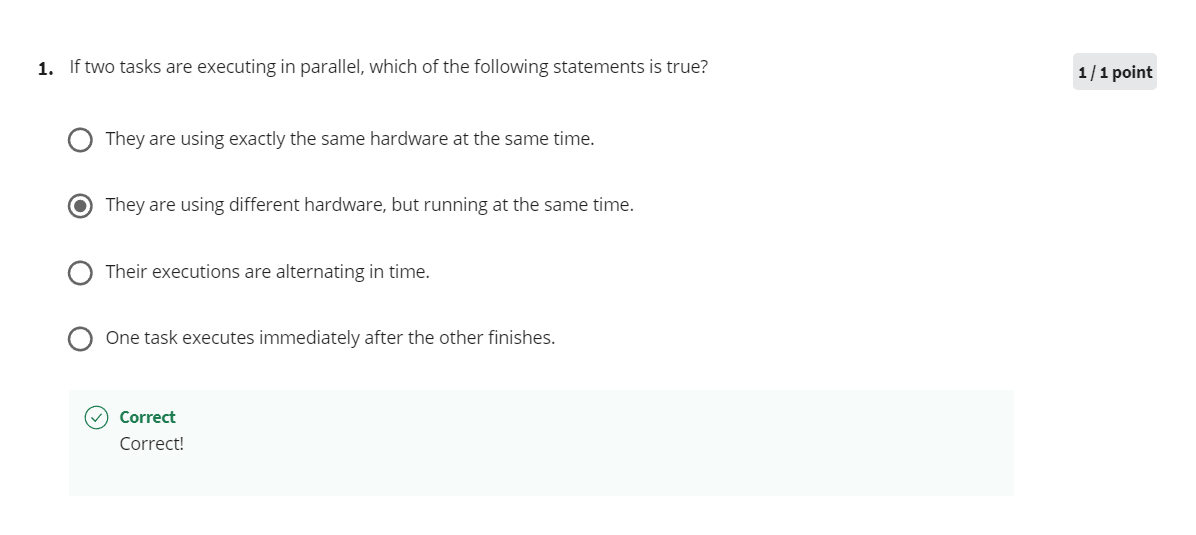 1. If two tasks are executing in parallel, which of the following statements is true?
1 / 1 point
They are using exactly the same hardware at the same time.
They are using different hardware, but running at the same time.
Their executions are alternating in time.
One task executes immediately after the other finishes.
Correct
Correct!